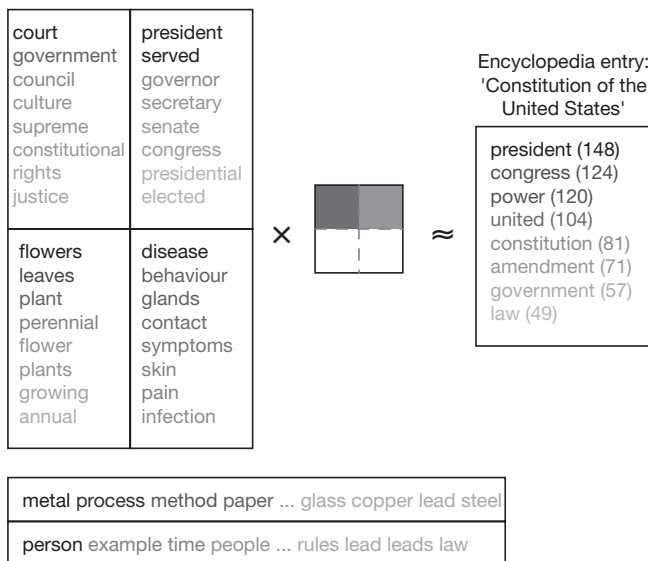 court
government
council
culture
supreme
constitutional
rights
justice
president
served
governor
secretary
senate
congress
presidential
elected
flowers
leaves
plant
perennial
flower
plants
growing
annual
disease
behaviour
glands
contact
symptoms
skin
pain
infection
×
≈
Encyclopedia entry:
'Constitution of the
United States'
president (148)
congress (124)
power (120)
united (104)
constitution (81)
amendment (71)
government (57)
law (49)
metal process method paper ... glass copper lead steel
person example time people ... rules lead leads law